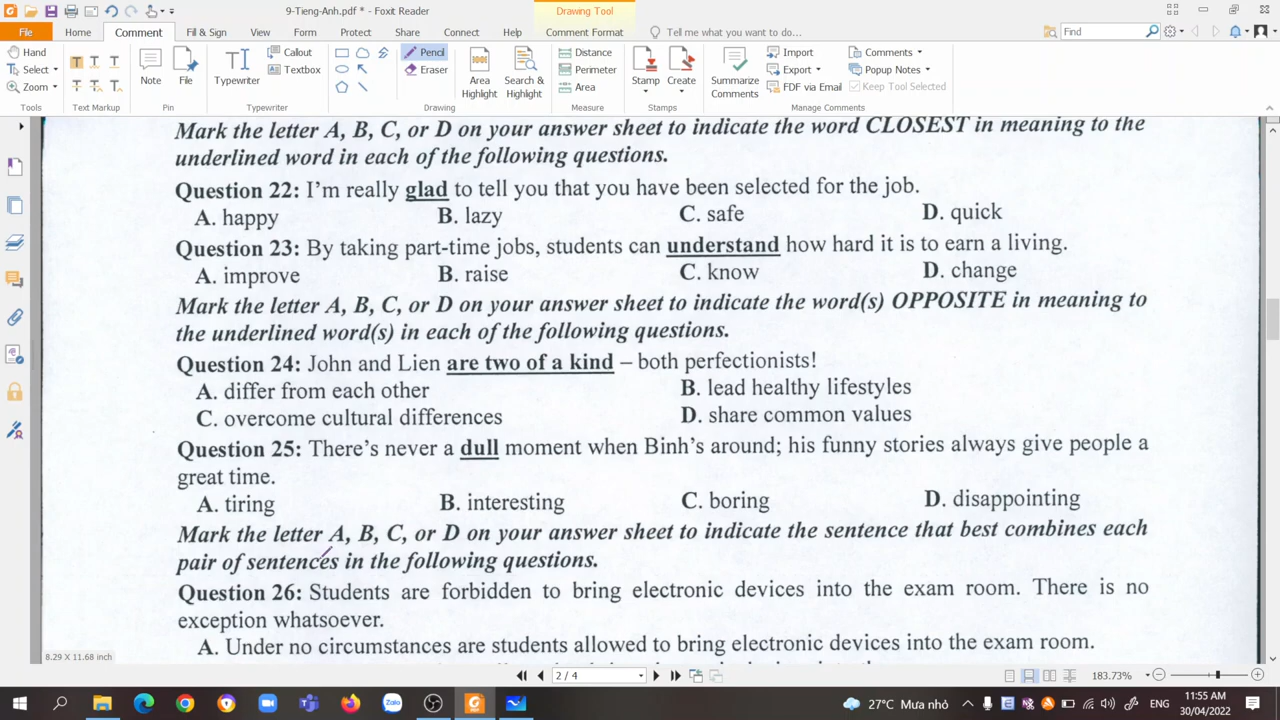 9-Tieng-Anh.pdf * - Foxit Reader
Drawing Tool
File Home Comment Fill & Sign View Form Protect Share Connect Help Comment Format Tell me what you want to do... Find
Hand Select Zoom Tools
Text Markup
Note File Pin
Typewriter Callout Textbox Typewriter
Pencil Eraser Drawing
Area Highlight Search & Highlight
Distance Perimeter Area Measure
Stamp Create Stamps
Summarize Comments Import Export FDF via Email Comments Popup Notes Keep Tool Selected Manage Comments
Mark the letter A, B, C, or D on your answer sheet to indicate the word CLOSEST in meaning to the
underlined word in each of the following questions.
Question 22: I'm really glad to tell you that you have been selected for the job.
A. happy B. lazy C. safe D. quick
Question 23: By taking part-time jobs, students can understand how hard it is to earn a living.
A. improve B. raise C. know D. change
Mark the letter A, B, C, or D on your answer sheet to indicate the word(s) OPPOSITE in meaning to
the underlined word(s) in each of the following questions.
Question 24: John and Lien are two of a kind – both perfectionists!
A. differ from each other B. lead healthy lifestyles
C. overcome cultural differences D. share common values
Question 25: There's never a dull moment when Binh's around; his funny stories always give people a
great time.
A. tiring B. interesting C. boring D. disappointing
Mark the letter A, B, C, or D on your answer sheet to indicate the sentence that best combines each
pair of sentences in the following questions.
Question 26: Students are forbidden to bring electronic devices into the exam room. There is no
exception whatsoever.
A. Under no circumstances are students allowed to bring electronic devices into the exam room.
8.29 X 11.68 inch
2 / 4
183.73%
Zalo
27°C Mưa nhỏ
11:55 AM
30/04/2022